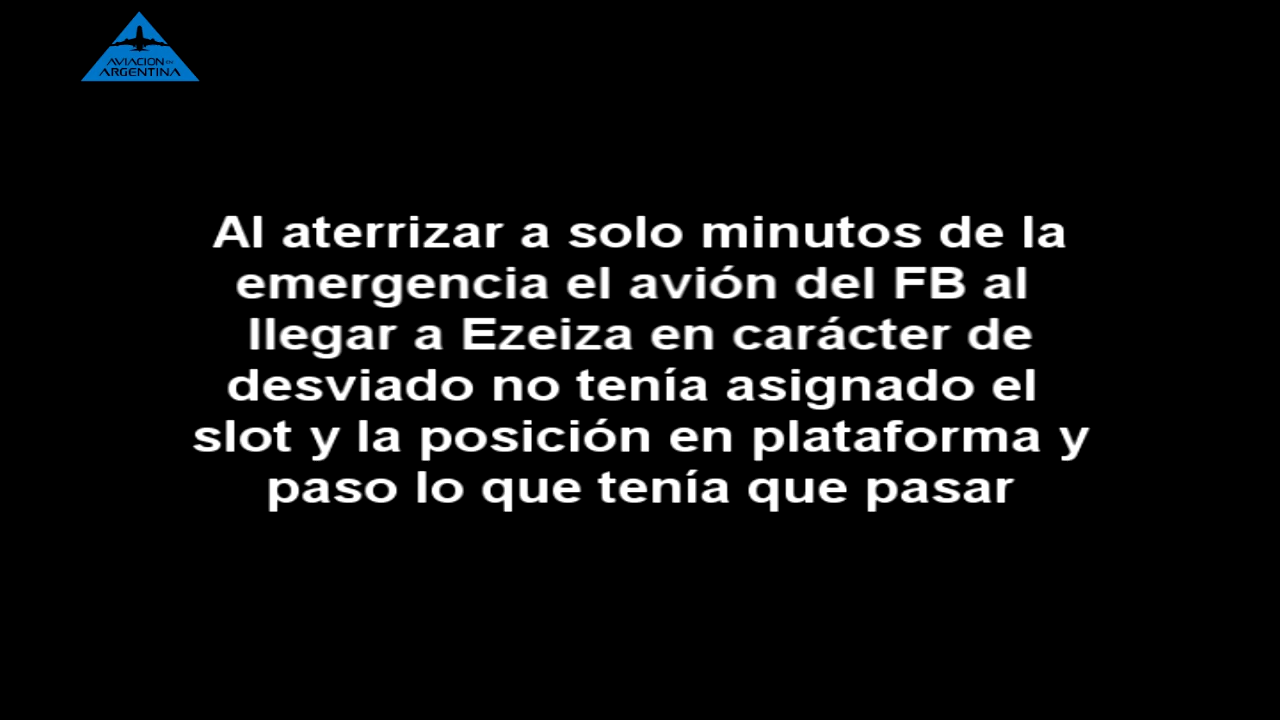 AVIACION EN
ARGENTINA
Al aterrizar a solo minutos de la
emergencia el avión del FB al
llegar a Ezeiza en carácter de
desviado no tenía asignado el
slot y la posición en plataforma y
paso lo que tenía que pasar